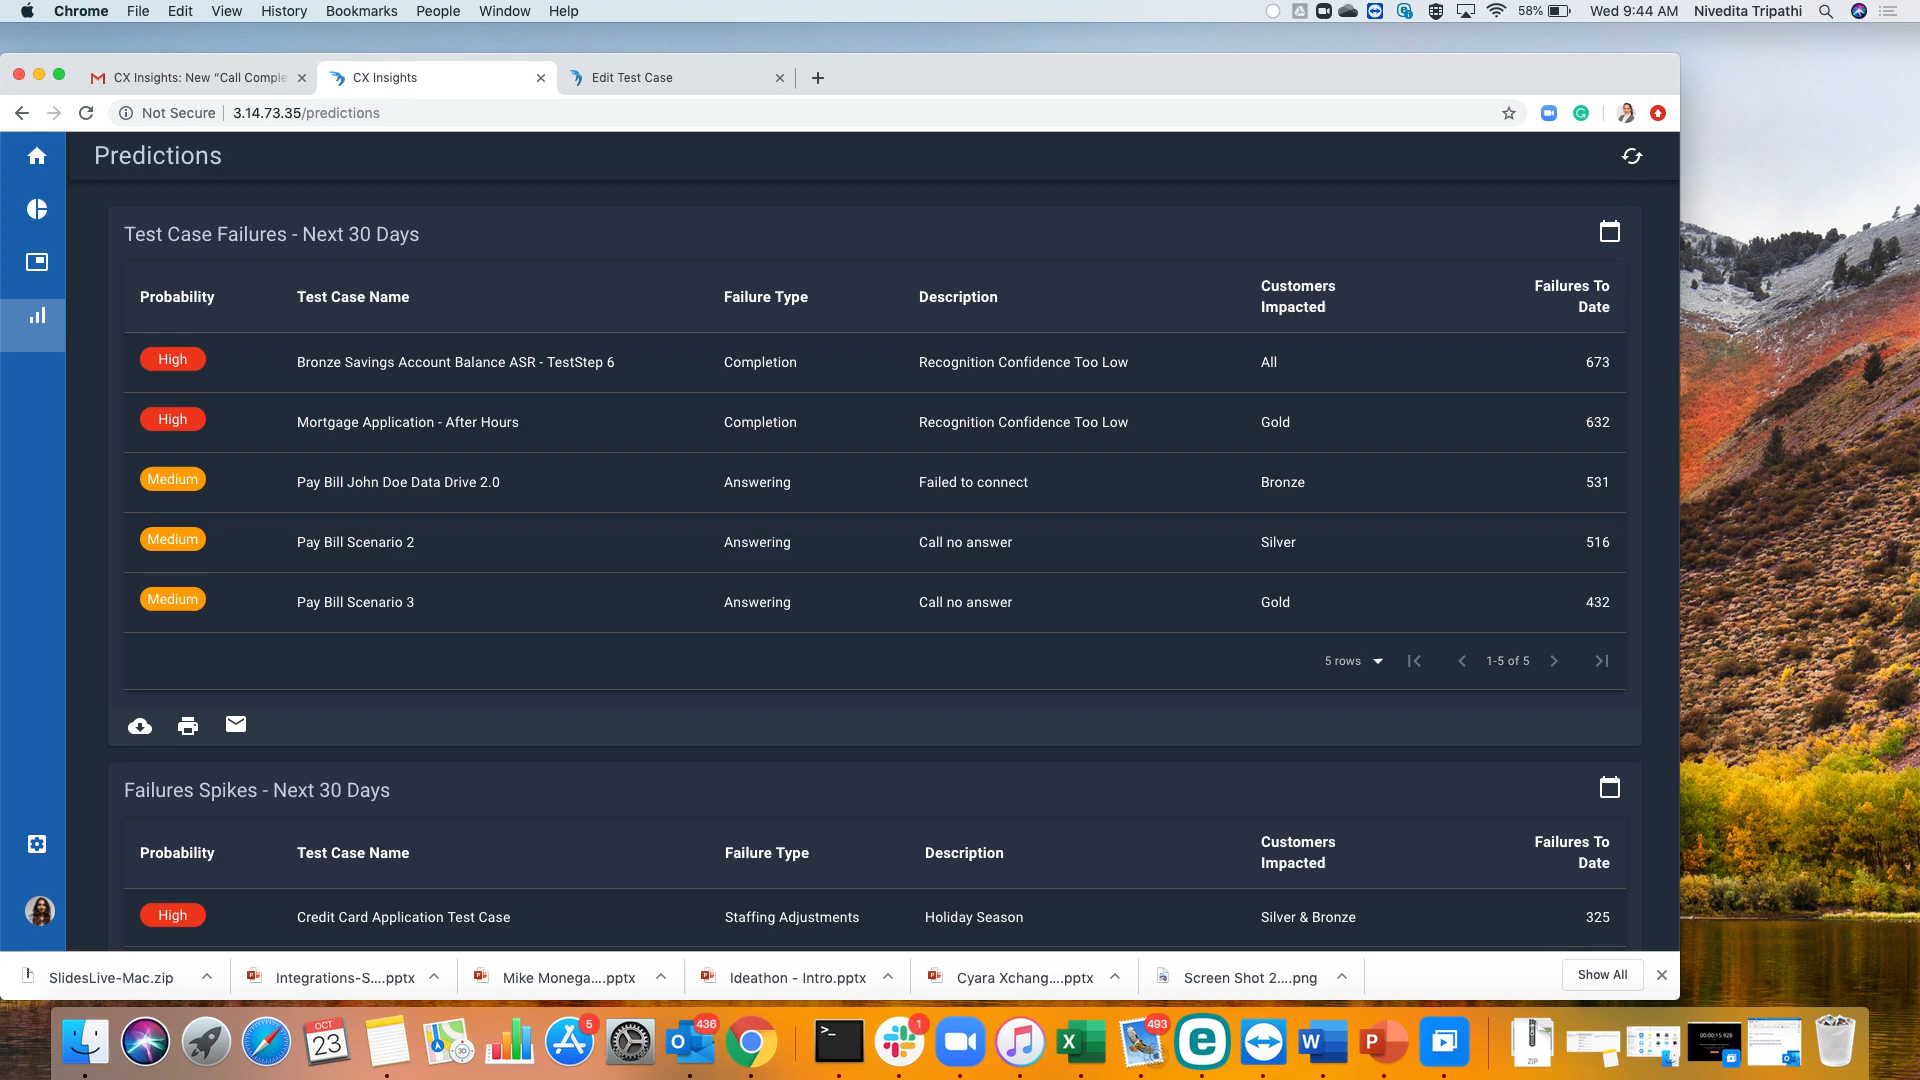 Chrome File Edit View History Bookmarks People Window Help 58% Wed 9:44 AM Nivedita Tripathi
CX Insights: New “Call Comple
CX Insights
Edit Test Case
Not Secure 3.14.73.35/predictions
Predictions
Test Case Failures - Next 30 Days
Probability Test Case Name Failure Type Description Customers Impacted Failures To Date
High Bronze Savings Account Balance ASR - TestStep 6 Completion Recognition Confidence Too Low All 673
High Mortgage Application - After Hours Completion Recognition Confidence Too Low Gold 632
Medium Pay Bill John Doe Data Drive 2.0 Answering Failed to connect Bronze 531
Medium Pay Bill Scenario 2 Answering Call no answer Silver 516
Medium Pay Bill Scenario 3 Answering Call no answer Gold 432
5 rows 1-5 of 5
Failures Spikes - Next 30 Days
Probability Test Case Name Failure Type Description Customers Impacted Failures To Date
High Credit Card Application Test Case Staffing Adjustments Holiday Season Silver & Bronze 325
SlidesLive-Mac.zip Integrations-S....pptx Mike Monega....pptx Ideathon - Intro.pptx Cyara Xchang....pptx Screen Shot 2....png Show All
OCT 23 5 436 1 493 ZIP